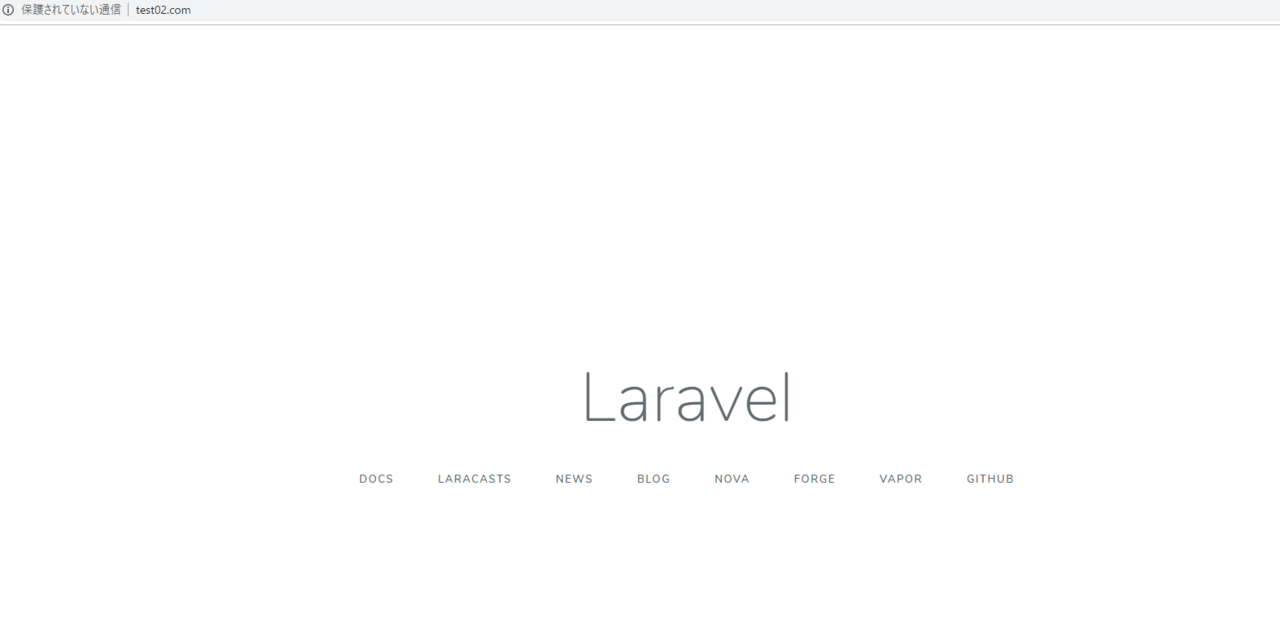 保護されていない通信 | test02.com
Laravel
DOCS LARACASTS NEWS BLOG NOVA FORGE VAPOR GITHUB